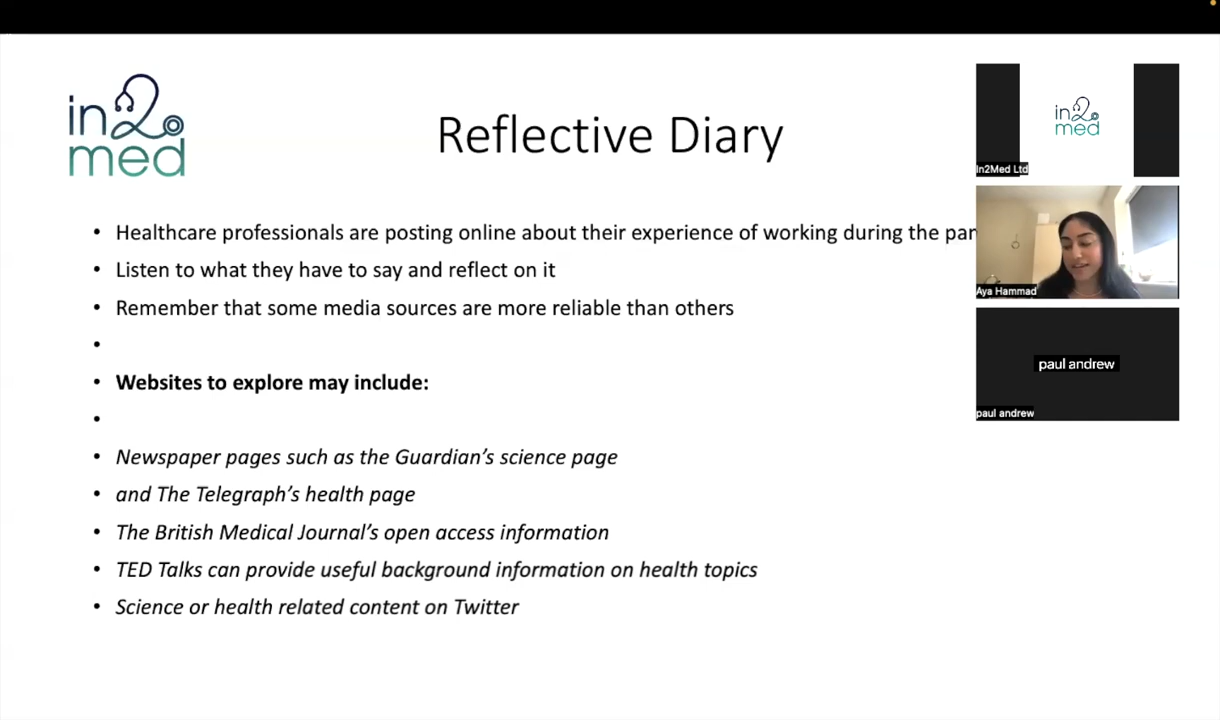 in2
med
Reflective Diary
Healthcare professionals are posting online about their experience of working during the
Listen to what they have to say and reflect on it
Remember that some media sources are more reliable than others
Websites to explore may include:
Newspaper pages such as the Guardian's science page
and The Telegraph's health page
The British Medical Journal's open access information
TED Talks can provide useful background information on health topics
Science or health related content on Twitter
in2
med
In2Med Ltd
Aya Hammad
paul andrew
paul andrew